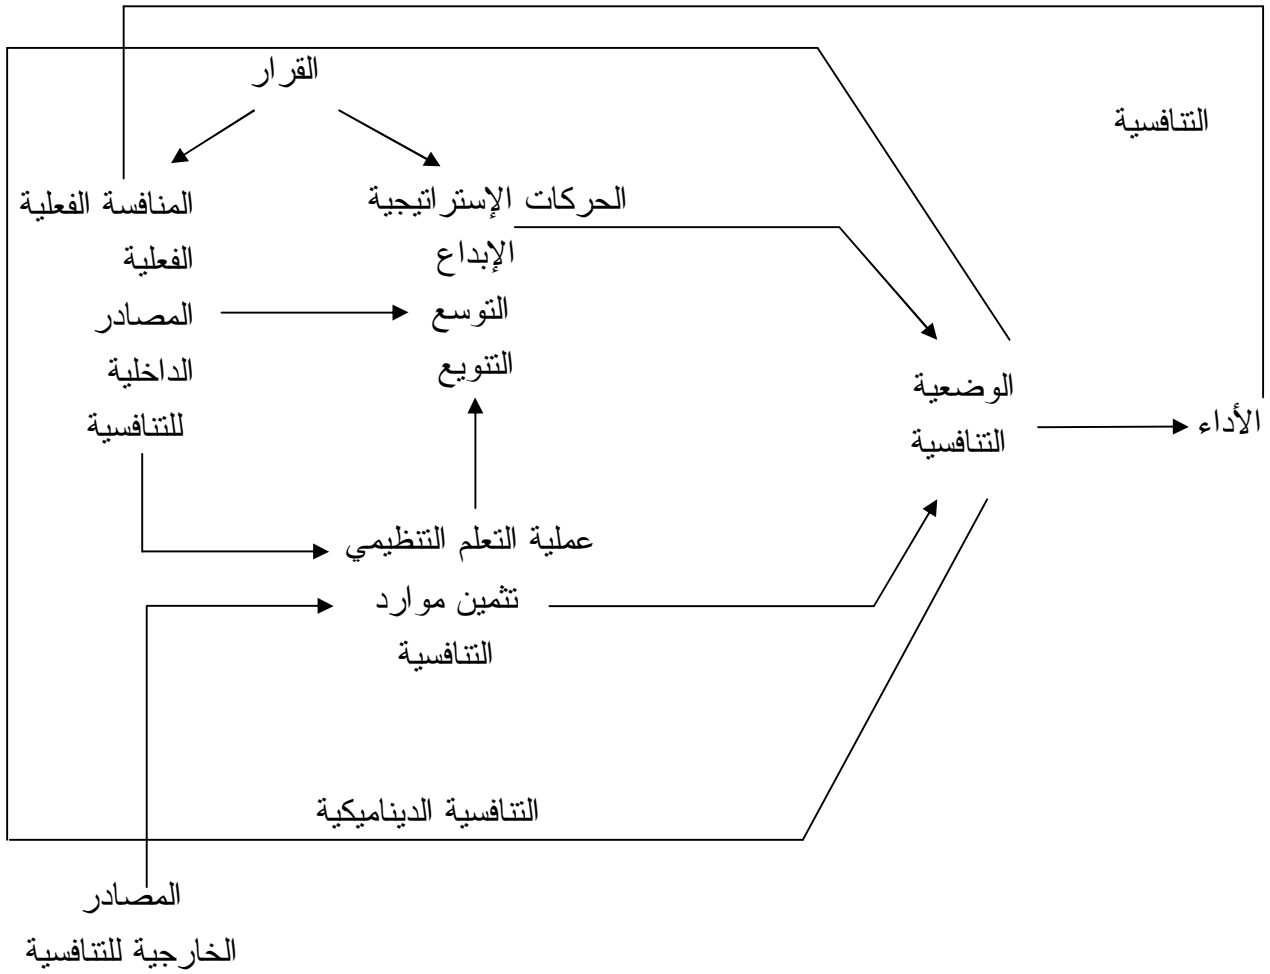 القرار
التنافسية
المنافسة الفعلية
الفعلية
المصادر
الداخلية
للتنافسية
الحركات الإستراتيجية
الإبداع
التوسع
التنويع
الوضعية
التنافسية
الأداء
عملية التعلم التنظيمي
تثمين موارد
التنافسية
التنافسية الديناميكية
المصادر
الخارجية للتنافسية